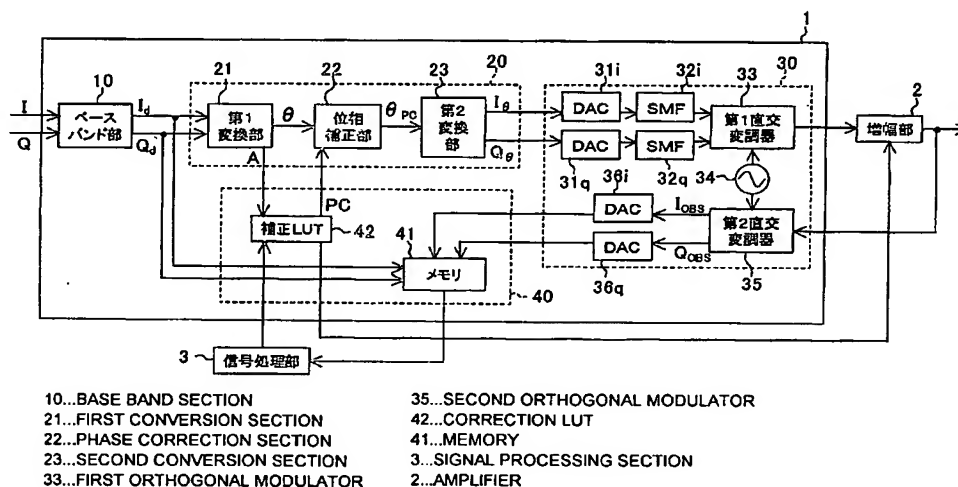 1
20
30
21
22
23
31i
32i
33
2
10
I
Q
ベース
バンド部
Id
Qd
第1
変換部
θ
位相
補正部
θPC
第2
変換部
Iθ
Qθ
DAC
SMF
第1直交
変調器
増幅部
DAC
SMF
31q
32q
34
A
PC
36i
DAC
IOBS
第2直交
変調器
補正LUT
42
41
メモリ
DAC
QOBS
36q
35
40
3
信号処理部
10...BASE BAND SECTION
21...FIRST CONVERSION SECTION
22...PHASE CORRECTION SECTION
23...SECOND CONVERSION SECTION
33...FIRST ORTHOGONAL MODULATOR
35...SECOND ORTHOGONAL MODULATOR
42...CORRECTION LUT
41...MEMORY
3...SIGNAL PROCESSING SECTION
2...AMPLIFIER